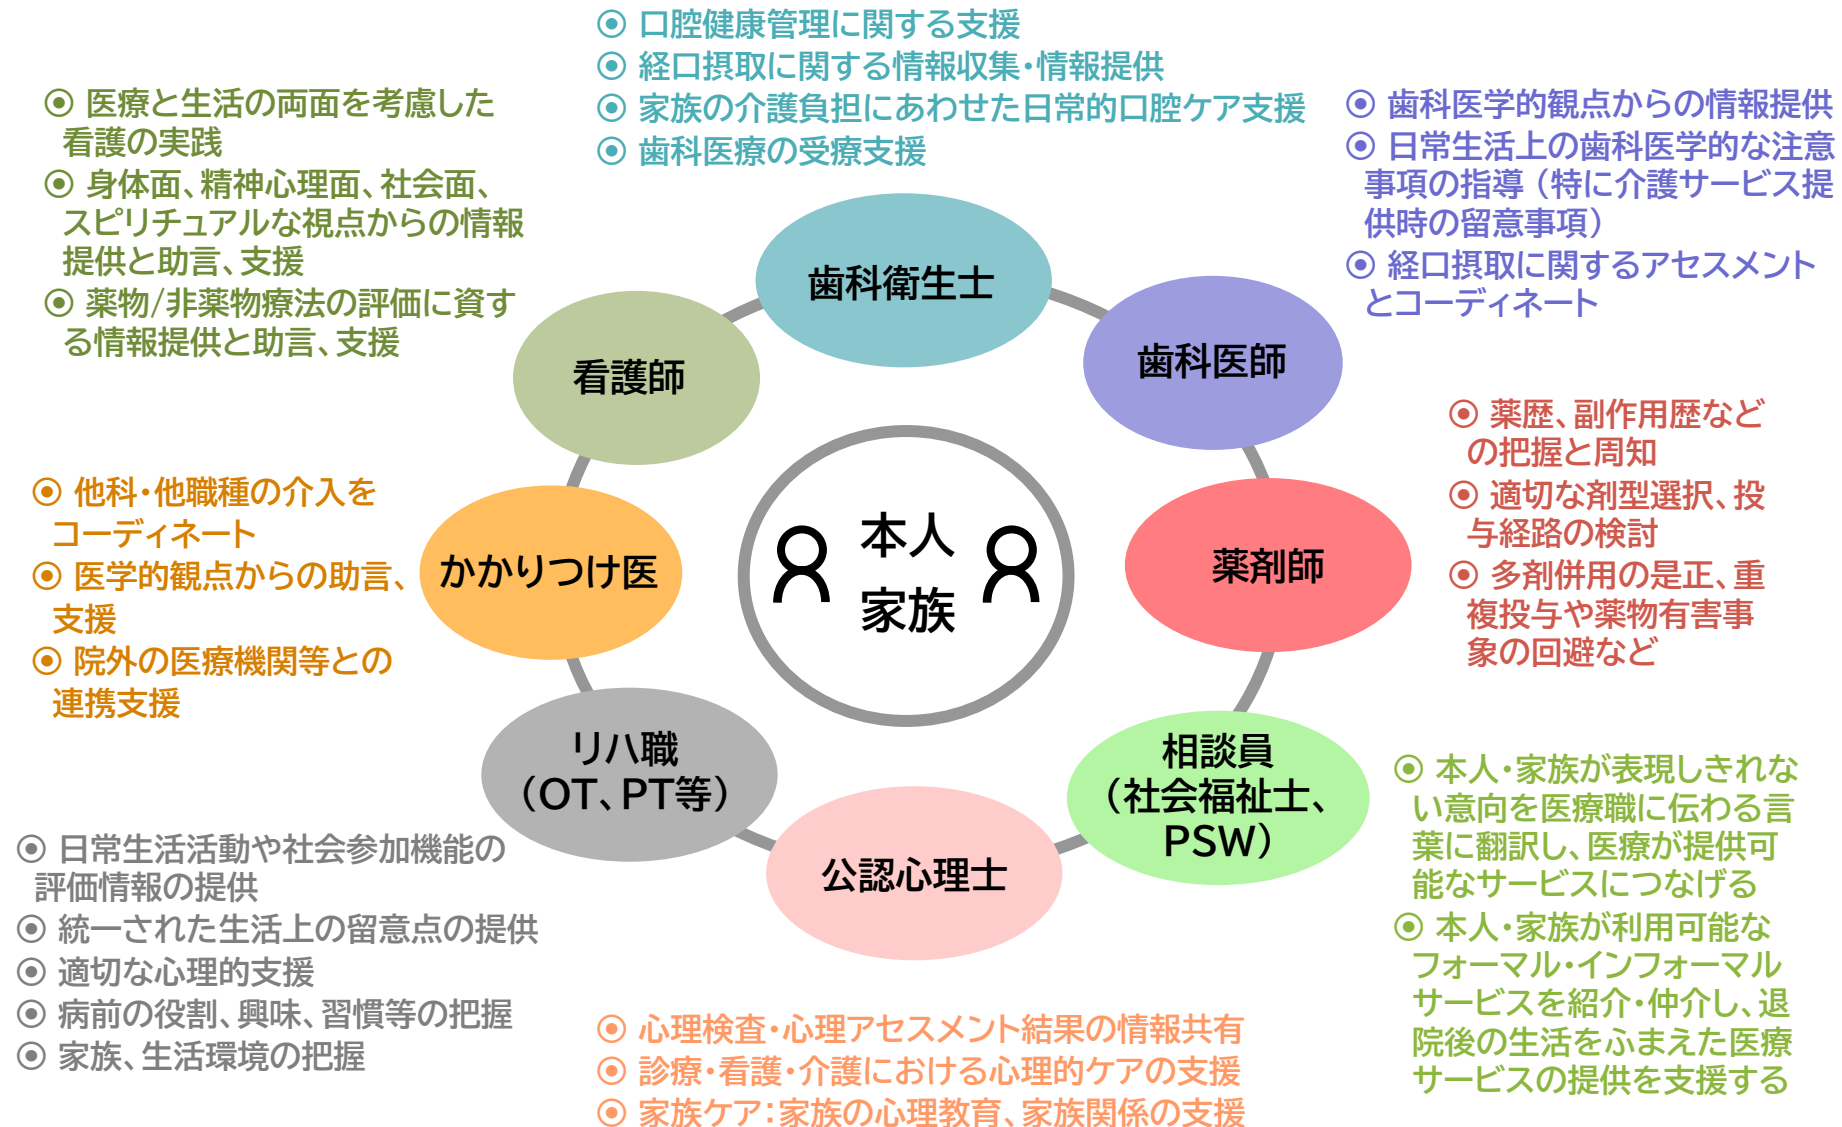 ◉ 口腔健康管理に関する支援
◉ 経口摂取に関する情報収集・情報提供
◉ 家族の介護負担にあわせた日常的口腔ケア支援
◉ 歯科医療の受療支援
◉ 医療と生活の両面を考慮した
看護の実践
◉ 身体面、精神心理面、社会面、
スピリチュアルな視点からの情報
提供と助言、支援
◉ 薬物/非薬物療法の評価に資す
る情報提供と助言、支援
◉ 歯科医学的観点からの情報提供
◉ 日常生活上の歯科医学的な注意
事項の指導（特に介護サービス提
供時の留意事項）
◉ 経口摂取に関するアセスメント
とコーディネート
歯科衛生士
看護師
歯科医師
◉ 薬歴、副作用歴など
の把握と周知
◉ 適切な剤型選択、投
与経路の検討
◉ 多剤併用の是正、重
複投与や薬物有害事
象の回避など
◉ 他科・他職種の介入を
コーディネート
◉ 医学的観点からの助言、
支援
◉ 院外の医療機関等との
連携支援
かかりつけ医
本人
家族
薬剤師
リハ職
（OT、PT等）
相談員
（社会福祉士、
PSW）
公認心理士
◉ 本人・家族が表現しきれな
い意向を医療職に伝わる言
葉に翻訳し、医療が提供可
能なサービスにつなげる
◉ 本人・家族が利用可能な
フォーマル・インフォーマル
サービスを紹介・仲介し、退
院後の生活をふまえた医療
サービスの提供を支援する
◉ 日常生活活動や社会参加機能の
評価情報の提供
◉ 統一された生活上の留意点の提供
◉ 適切な心理的支援
◉ 病前の役割、興味、習慣等の把握
◉ 家族、生活環境の把握
◉ 心理検査・心理アセスメント結果の情報共有
◉ 診療・看護・介護における心理的ケアの支援
◉ 家族ケア：家族の心理教育、家族関係の支援